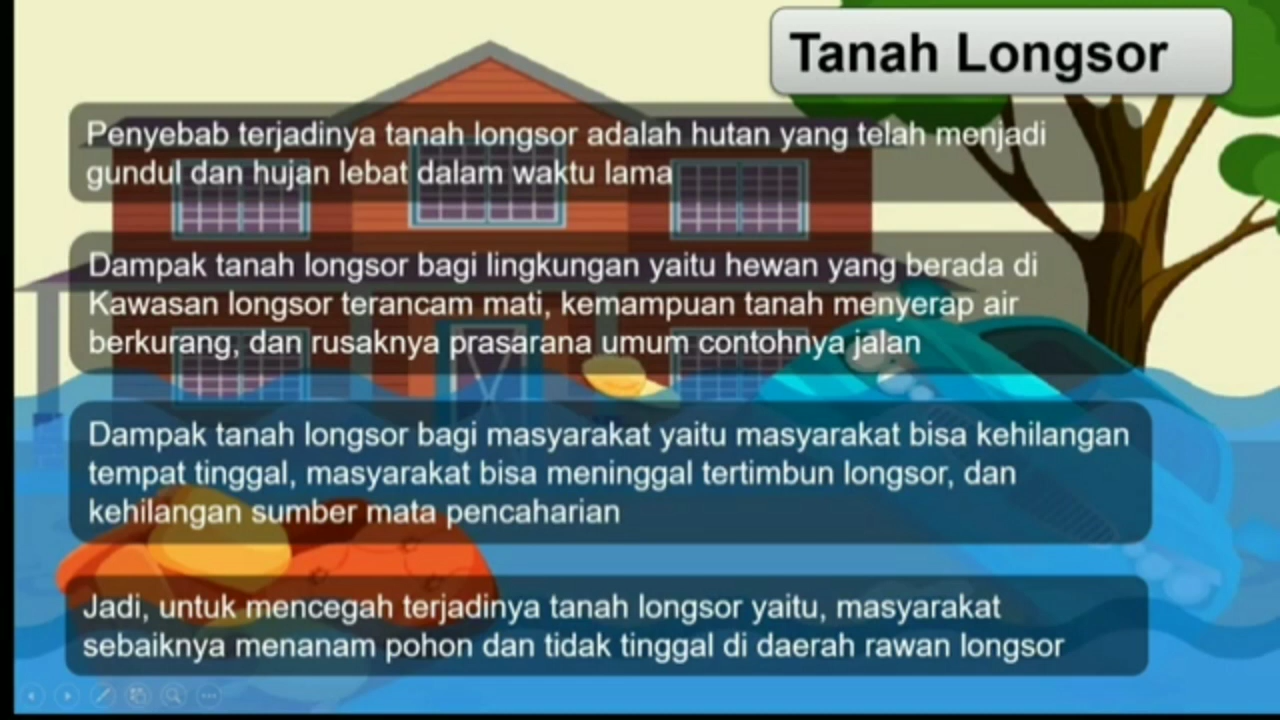 Tanah Longsor
Penyebab terjadinya tanah longsor adalah hutan yang telah menjadi
gundul dan hujan lebat dalam waktu lama
Dampak tanah longsor bagi lingkungan yaitu hewan yang berada di
Kawasan longsor terancam mati, kemampuan tanah menyerap air
berkurang, dan rusaknya prasarana umum contohnya jalan
Dampak tanah longsor bagi masyarakat yaitu masyarakat bisa kehilangan
tempat tinggal, masyarakat bisa meninggal tertimbun longsor, dan
kehilangan sumber mata pencaharian
Jadi, untuk mencegah terjadinya tanah longsor yaitu, masyarakat
sebaiknya menanam pohon dan tidak tinggal di daerah rawan longsor